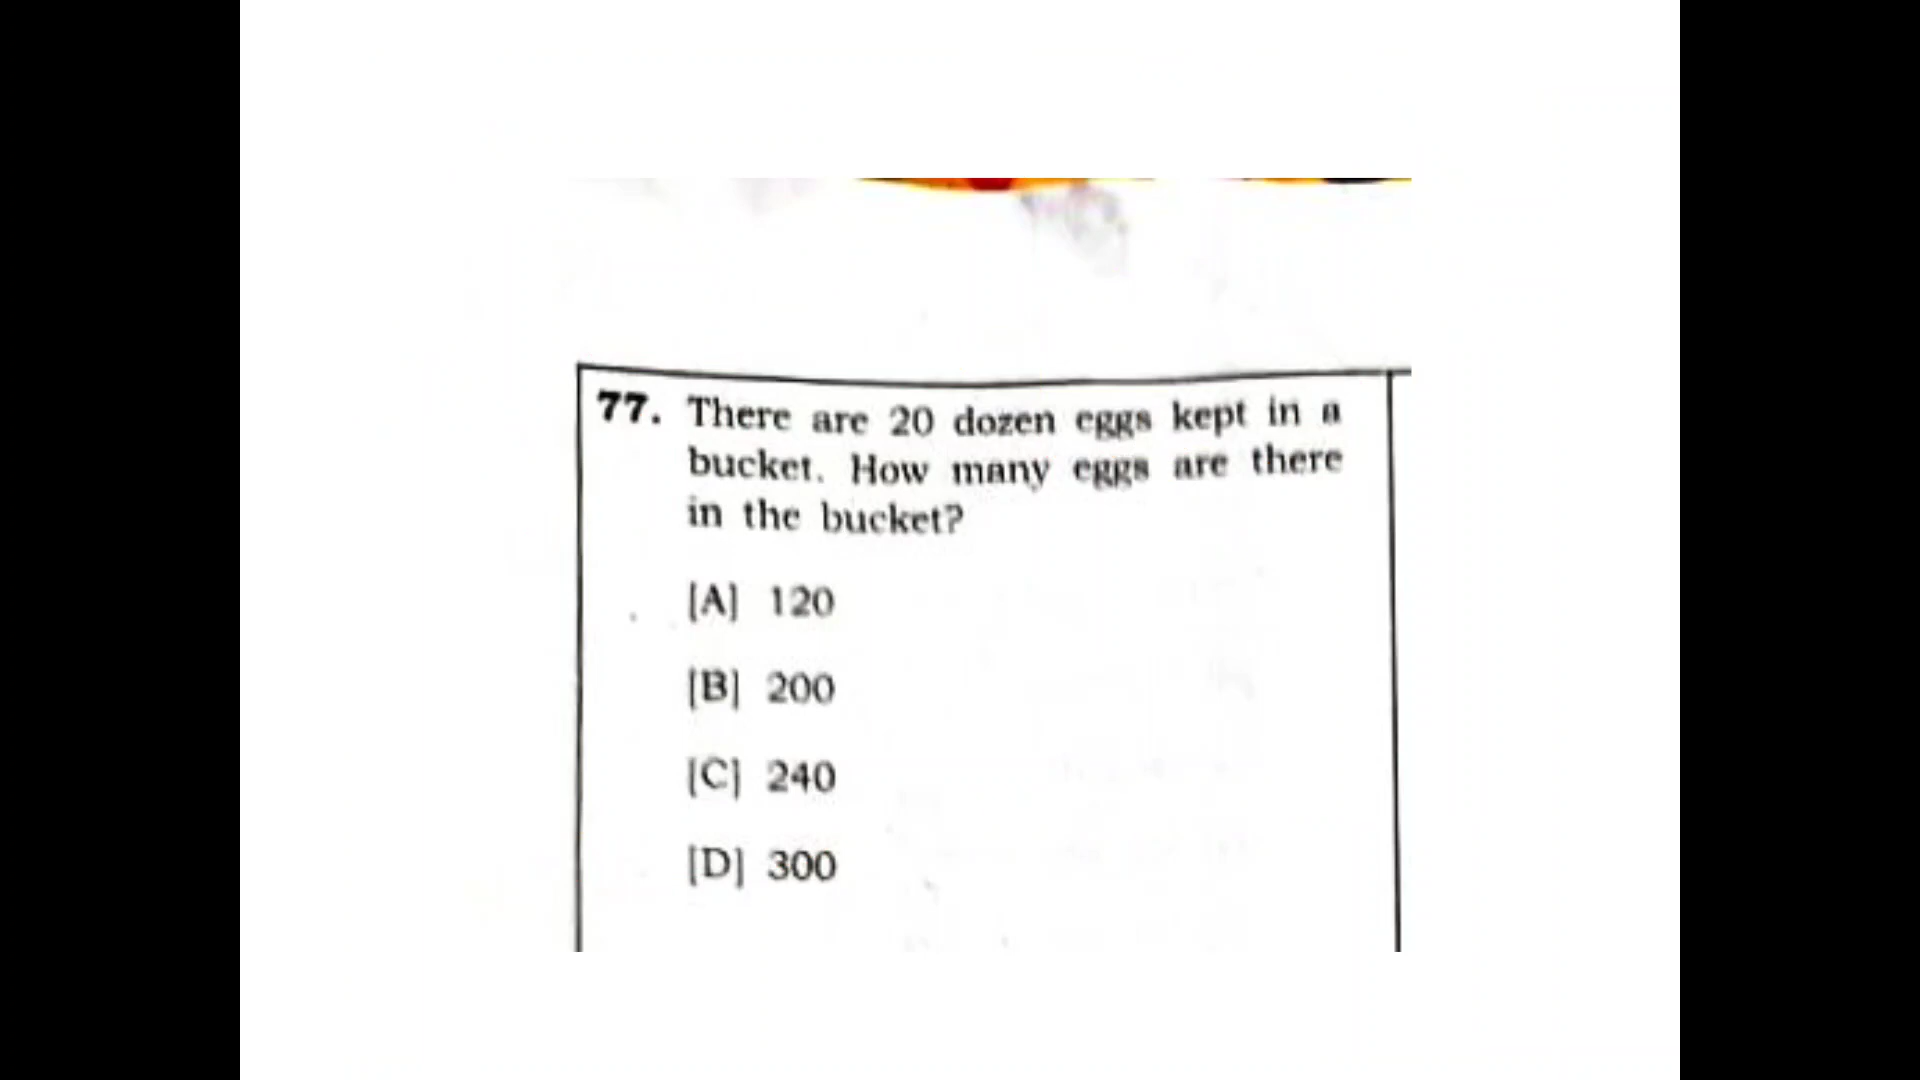 77. There are 20 dozen eggs kept in a
bucket. How many eggs are there
in the bucket?
[A] 120
[B] 200
[C] 240
[D] 300